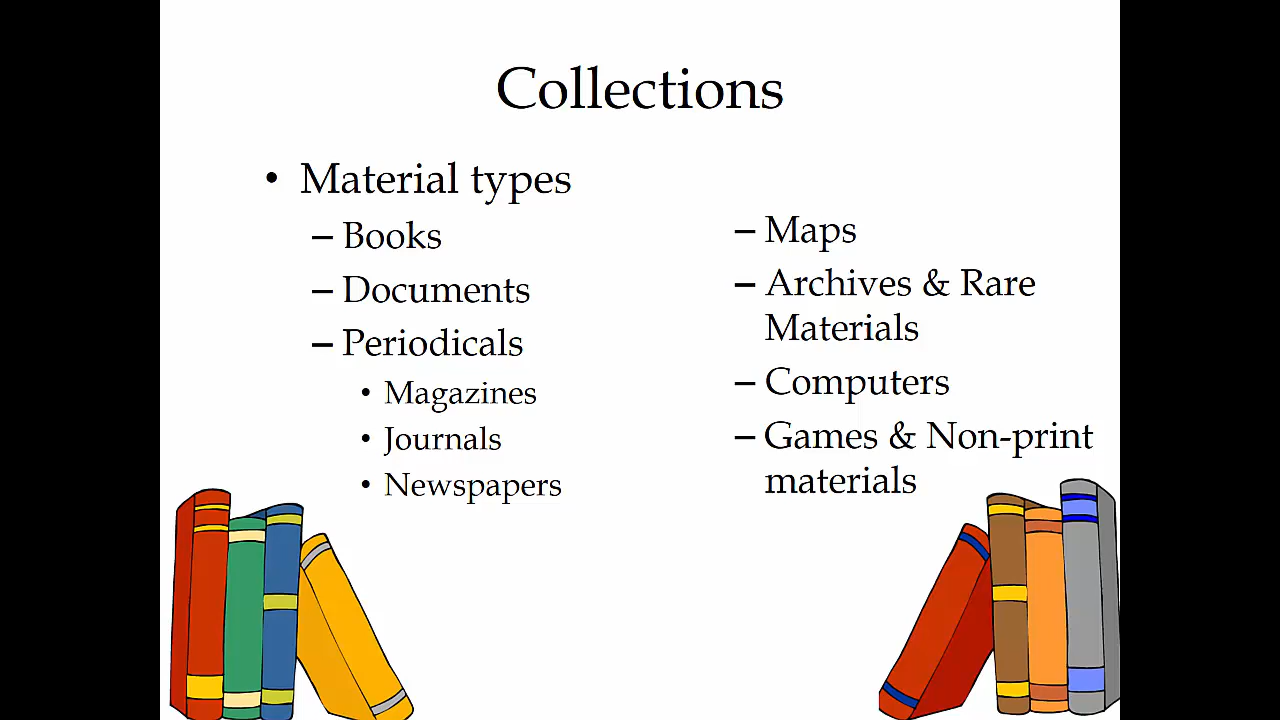 Collections
• Material types
– Books
– Documents
– Periodicals
• Magazines
• Journals
• Newspapers
– Maps
– Archives & Rare
Materials
– Computers
– Games & Non-print
materials